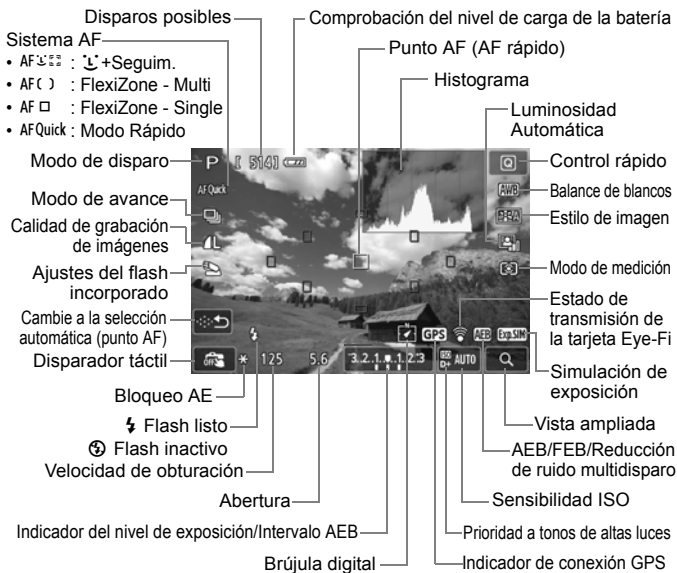 Disparos posibles
Comprobación del nivel de carga de la batería
Sistema AF
• AF : +Seguim.
• AF ( ) : FlexiZone - Multi
• AF □ : FlexiZone - Single
• AFQuick : Modo Rápido
Punto AF (AF rápido)
Histograma
Luminosidad
Automática
Modo de disparo
Control rápido
Modo de avance
Balance de blancos
Calidad de grabación
de imágenes
Estilo de imagen
Ajustes del flash
incorporado
Modo de medición
Cambie a la selección
automática (punto AF)
Estado de
transmisión de
la tarjeta Eye-Fi
Disparador táctil
Simulación de
exposición
Bloqueo AE
Vista ampliada
Flash listo
Flash inactivo
AEB/FEB/Reducción
de ruido multidisparo
Velocidad de obturación
Abertura
Sensibilidad ISO
Indicador del nivel de exposición/Intervalo AEB
Prioridad a tonos de altas luces
Brújula digital
Indicador de conexión GPS
P [ 514]
Q
AF Quick
AWB
L
N
GPS
AEB
Exp.SIM
OFF
* 125 5.6
3..2..1.. ..1..2.:3
ISO
D+
AUTO